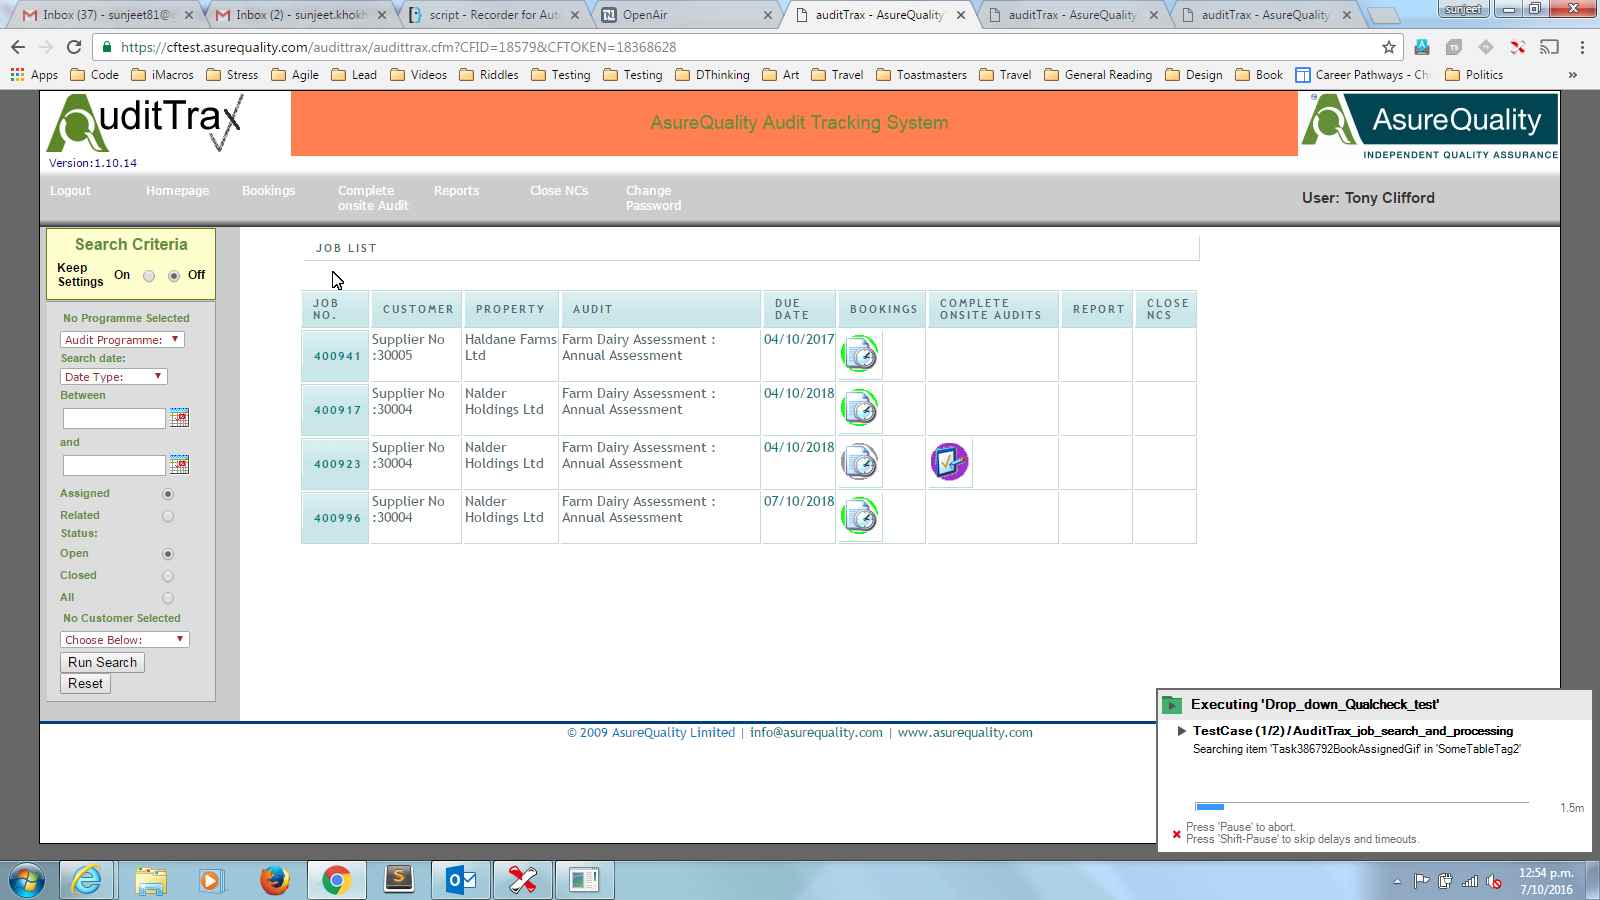 Inbox (37) - sunjeet81@
Inbox (2) - sunjeet.khokh
script - Recorder for Aut
OpenAir
auditTrax - AsureQuality
auditTrax - AsureQuality
auditTrax - AsureQuality
sunjeet
https://cftest.asurequality.com/audittrax/audittrax.cfm?CFID=18579&CFTOKEN=18368628
Apps
Code
iMacros
Stress
Agile
Lead
Videos
Riddles
Testing
Testing
DThinking
Art
Travel
Toastmasters
Travel
General Reading
Design
Book
Career Pathways - Ch
Politics
»
AuditTrax
Version:1.10.14
AsureQuality Audit Tracking System
AsureQuality
INDEPENDENT QUALITY ASSURANCE
Logout
Homepage
Bookings
Complete
onsite Audit
Reports
Close NCs
Change
Password
User: Tony Clifford
Search Criteria
Keep
Settings
On
Off
No Programme Selected
Audit Programme:
Search date:
Date Type:
Between
and
Assigned
Related
Status:
Open
Closed
All
No Customer Selected
Choose Below:
Run Search
Reset
JOB LIST
JOB NO. CUSTOMER PROPERTY AUDIT DUE DATE BOOKINGS COMPLETE ONSITE AUDITS REPORT CLOSE NCS
400941 Supplier No :30005 Haldane Farms Ltd Farm Dairy Assessment : Annual Assessment 04/10/2017
400917 Supplier No :30004 Nalder Holdings Ltd Farm Dairy Assessment : Annual Assessment 04/10/2018
400923 Supplier No :30004 Nalder Holdings Ltd Farm Dairy Assessment : Annual Assessment 04/10/2018
400996 Supplier No :30004 Nalder Holdings Ltd Farm Dairy Assessment : Annual Assessment 07/10/2018
© 2009 AsureQuality Limited | info@asurequality.com | www.asurequality.com
Executing 'Drop_down_Qualcheck_test'
TestCase (1/2) / AuditTrax_job_search_and_processing
Searching item 'Task386792BookAssignedGif' in 'SomeTableTag2'
1.5m
Press 'Pause' to abort.
Press 'Shift-Pause' to skip delays and timeouts.
12:54 p.m.
7/10/2016